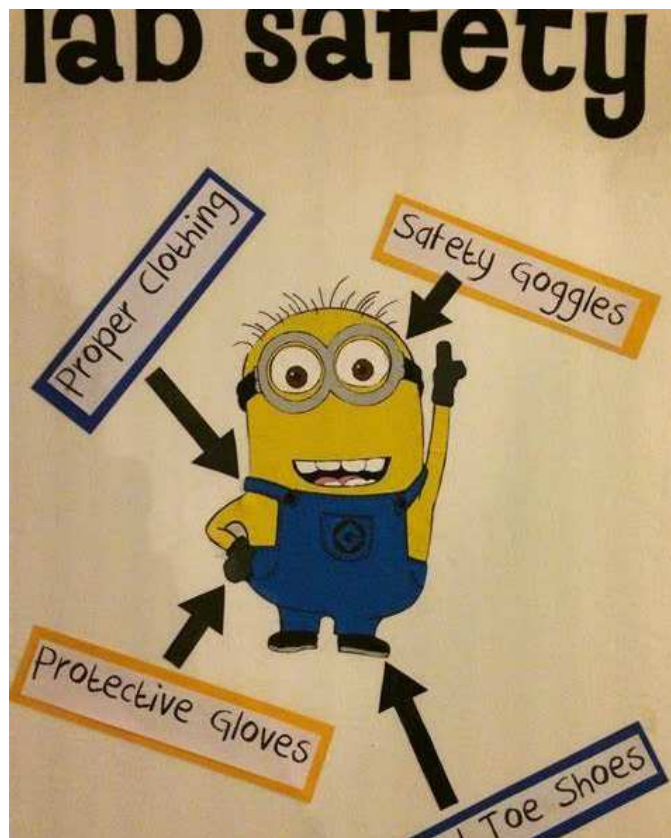 lab safety
Proper Clothing
Safety Goggles
Protective Gloves
Toe Shoes